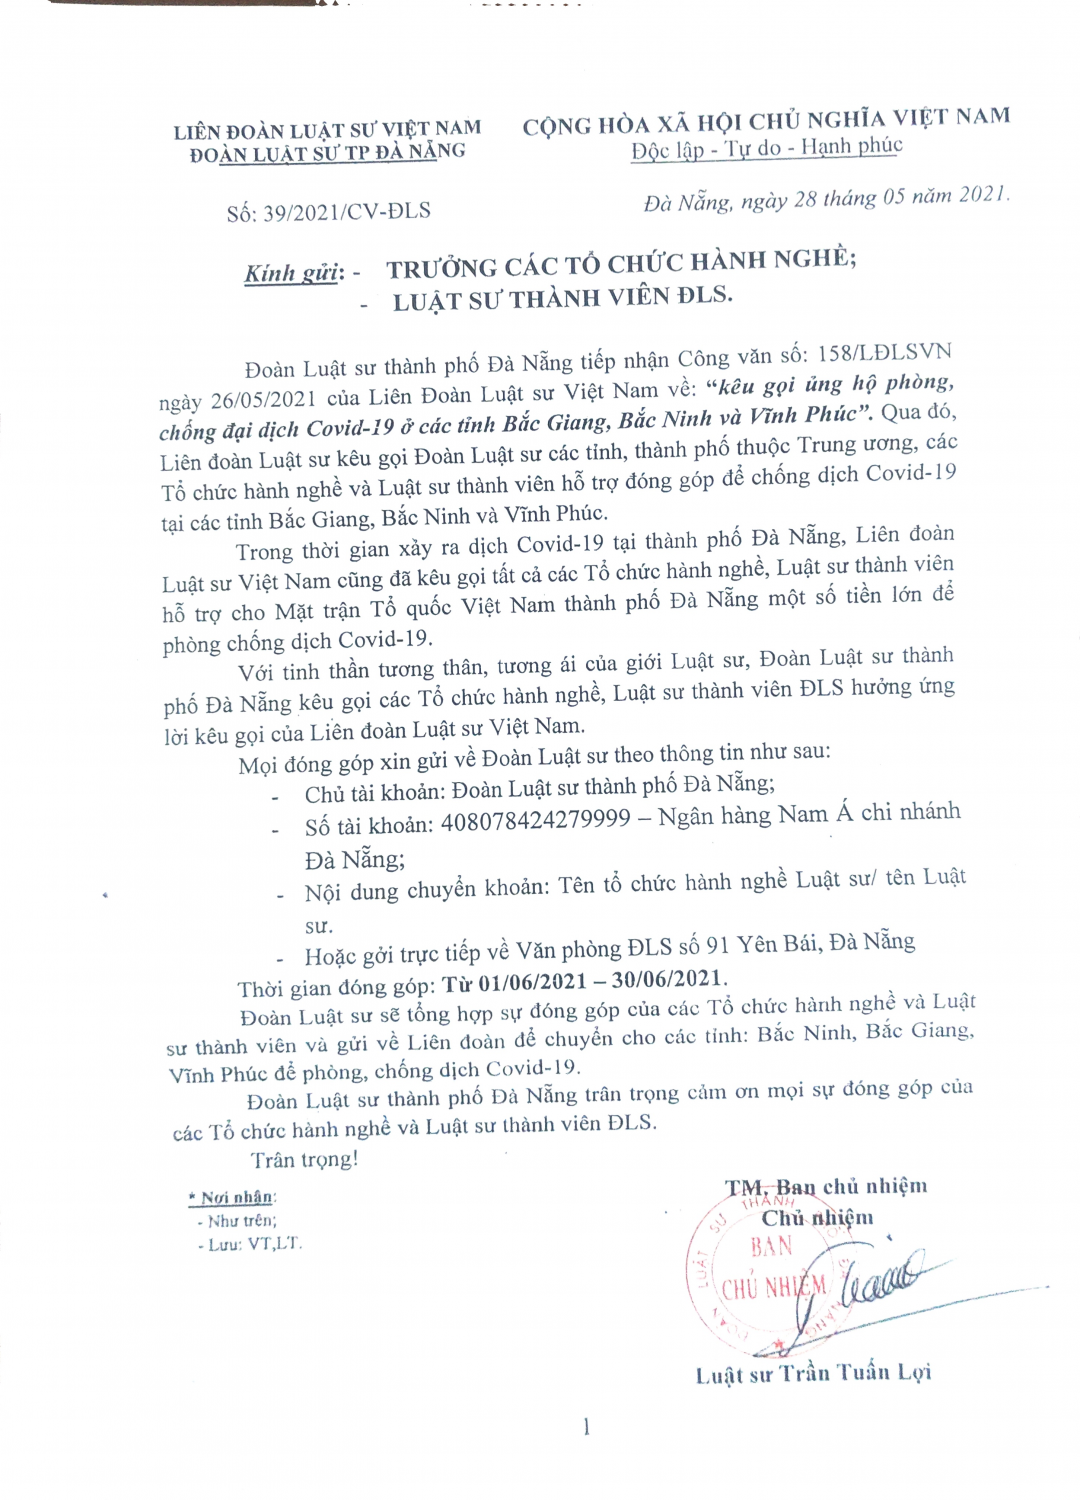 LIÊN ĐOÀN LUẬT SƯ VIỆT NAM
ĐOÀN LUẬT SƯ TP ĐÀ NẴNG
CỘNG HÒA XÃ HỘI CHỦ NGHĨA VIỆT NAM
Độc lập - Tự do - Hạnh phúc
Số: 39/2021/CV-ĐLS
Đà Nẵng, ngày 28 tháng 05 năm 2021.
Kính gửi: - TRƯỞNG CÁC TỔ CHỨC HÀNH NGHỀ;
- LUẬT SƯ THÀNH VIÊN ĐLS.
Đoàn Luật sư thành phố Đà Nẵng tiếp nhận Công văn số: 158/LĐLSVN
ngày 26/05/2021 của Liên Đoàn Luật sư Việt Nam về: “kêu gọi ủng hộ phòng,
chống đại dịch Covid-19 ở các tỉnh Bắc Giang, Bắc Ninh và Vĩnh Phúc”. Qua đó,
Liên đoàn Luật sư kêu gọi Đoàn Luật sư các tỉnh, thành phố thuộc Trung ương, các
Tổ chức hành nghề và Luật sư thành viên hỗ trợ đóng góp để chống dịch Covid-19
tại các tỉnh Bắc Giang, Bắc Ninh và Vĩnh Phúc.
Trong thời gian xảy ra dịch Covid-19 tại thành phố Đà Nẵng, Liên đoàn
Luật sư Việt Nam cũng đã kêu gọi tất cả các Tổ chức hành nghề, Luật sư thành viên
hỗ trợ cho Mặt trận Tổ quốc Việt Nam thành phố Đà Nẵng một số tiền lớn để
phòng chống dịch Covid-19.
Với tinh thần tương thân, tương ái của giới Luật sư, Đoàn Luật sư thành
phố Đà Nẵng kêu gọi các Tổ chức hành nghề, Luật sư thành viên ĐLS hưởng ứng
lời kêu gọi của Liên đoàn Luật sư Việt Nam.
Mọi đóng góp xin gửi về Đoàn Luật sư theo thông tin như sau:
- Chủ tài khoản: Đoàn Luật sư thành phố Đà Nẵng;
- Số tài khoản: 408078424279999 – Ngân hàng Nam Á chi nhánh
Đà Nẵng;
- Nội dung chuyển khoản: Tên tổ chức hành nghề Luật sư/ tên Luật
sư.
- Hoặc gởi trực tiếp về Văn phòng ĐLS số 91 Yên Bái, Đà Nẵng
Thời gian đóng góp: Từ 01/06/2021 – 30/06/2021.
Đoàn Luật sư sẽ tổng hợp sự đóng góp của các Tổ chức hành nghề và Luật
sư thành viên và gửi về Liên đoàn để chuyển cho các tỉnh: Bắc Ninh, Bắc Giang,
Vĩnh Phúc để phòng, chống dịch Covid-19.
Đoàn Luật sư thành phố Đà Nẵng trân trọng cảm ơn mọi sự đóng góp của
các Tổ chức hành nghề và Luật sư thành viên ĐLS.
Trân trọng!
* Nơi nhận:
- Như trên;
- Lưu: VT,LT.
TM. Ban chủ nhiệm
Chủ nhiệm
BAN
CHỦ NHIỆM
Luật sư Trần Tuấn Lợi
1